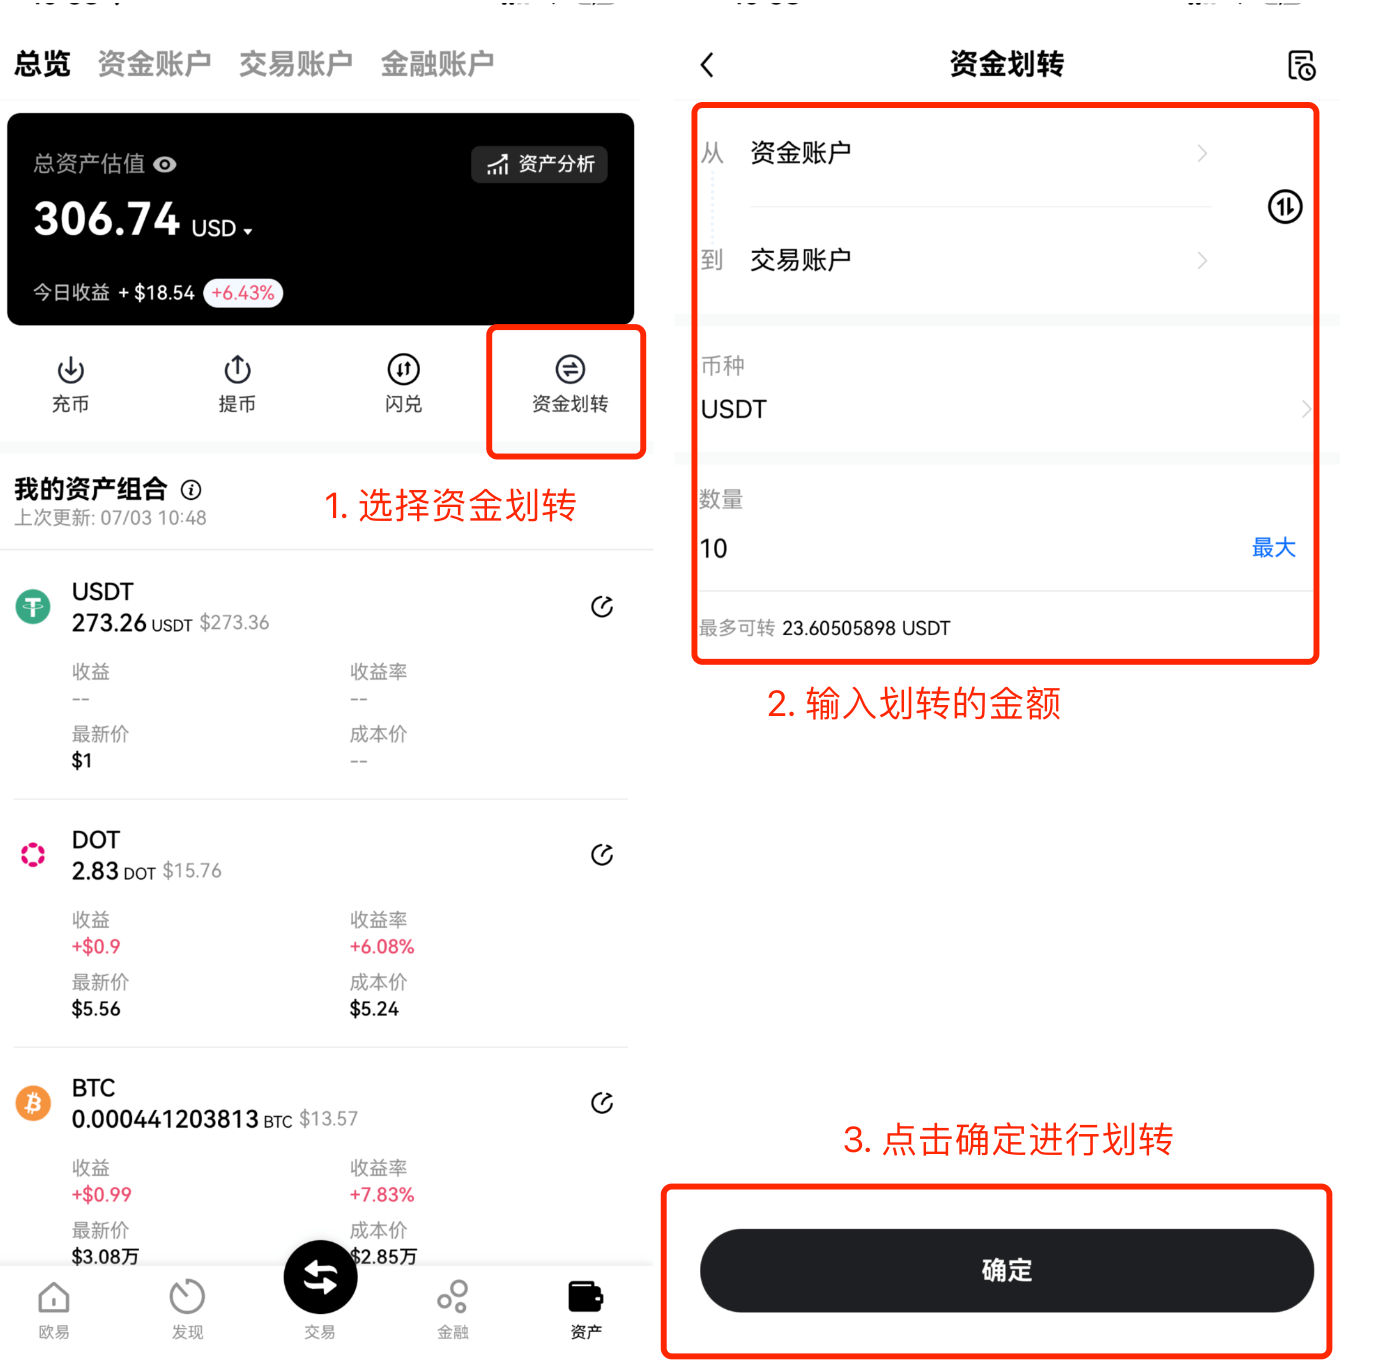 总览 资金账户 交易账户 金融账户
总资产估值
资产分析
306.74 USD
今日收益 + $18.54 +6.43%
充币 提币 闪兑 资金划转
我的资产组合
上次更新: 07/03 10:48
1. 选择资金划转
USDT
273.26 USDT $273.36
收益 收益率
-- --
最新价 成本价
$1 --
DOT
2.83 DOT $15.76
收益 收益率
+$0.9 +6.08%
最新价 成本价
$5.56 $5.24
BTC
0.000441203813 BTC $13.57
收益 收益率
+$0.99 +7.83%
最新价 成本价
$3.08万 $2.85万
欧易 发现 交易 金融 资产
资金划转
从 资金账户
到 交易账户
币种
USDT
数量
10 最大
最多可转 23.60505898 USDT
2. 输入划转的金额
3. 点击确定进行划转
确定